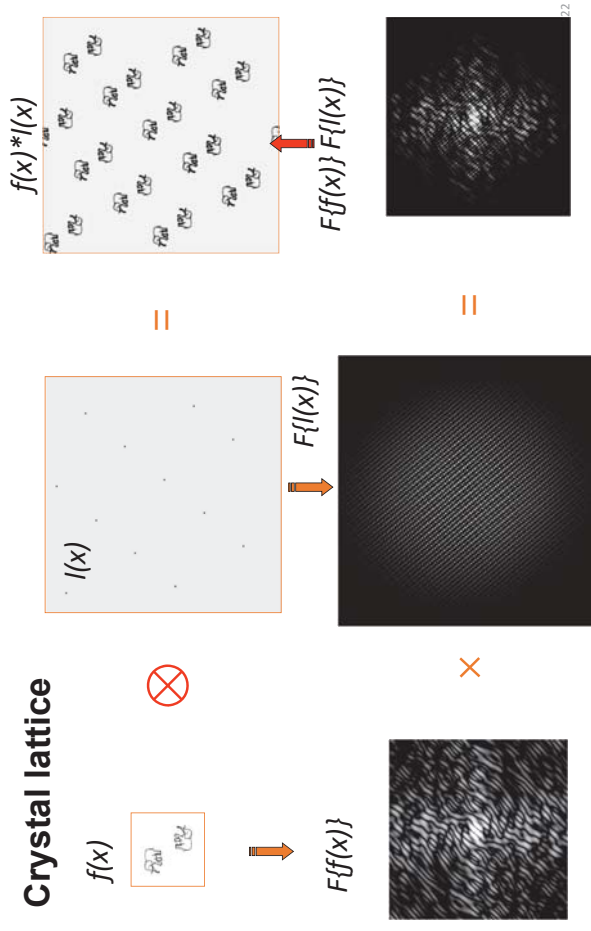 Crystal lattice
f(x)
⊗
l(x)
=
f(x)*l(x)
F{f(x)}
×
F{l(x)}
=
F{f(x)} F{l(x)}
22